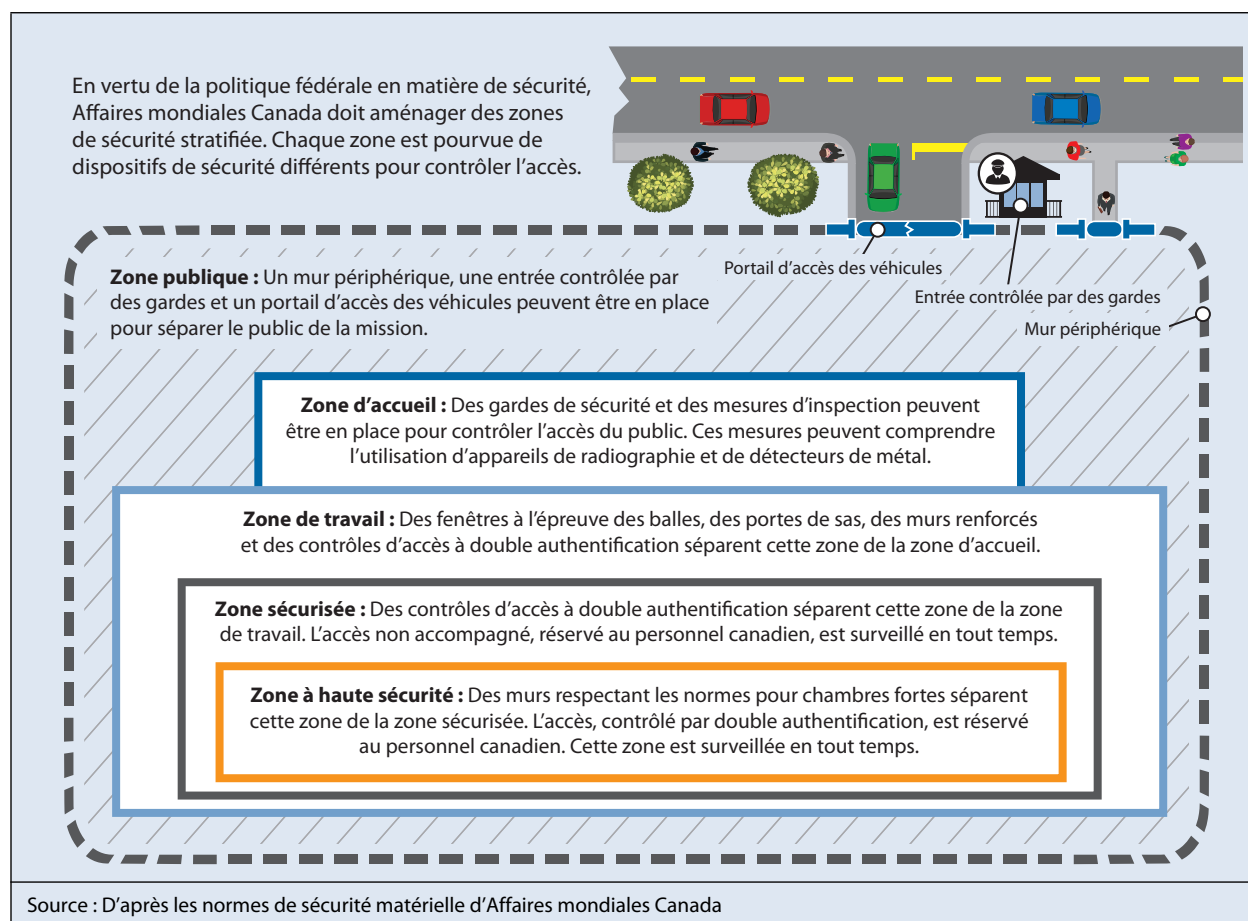 En vertu de la politique fédérale en matière de sécurité,
Affaires mondiales Canada doit aménager des zones
de sécurité stratifiée. Chaque zone est pourvue de
dispositifs de sécurité différents pour contrôler l'accès.
Portail d'accès des véhicules
Entrée contrôlée par des gardes
Mur périphérique
Zone publique : Un mur périphérique, une entrée contrôlée par
des gardes et un portail d'accès des véhicules peuvent être en place
pour séparer le public de la mission.
Zone d'accueil : Des gardes de sécurité et des mesures d'inspection peuvent
être en place pour contrôler l'accès du public. Ces mesures peuvent comprendre
l'utilisation d'appareils de radiographie et de détecteurs de métal.
Zone de travail : Des fenêtres à l'épreuve des balles, des portes de sas, des murs renforcés
et des contrôles d'accès à double authentification séparent cette zone de la zone d'accueil.
Zone sécurisée : Des contrôles d'accès à double authentification séparent cette zone de la zone
de travail. L'accès non accompagné, réservé au personnel canadien, est surveillé en tout temps.
Zone à haute sécurité : Des murs respectant les normes pour chambres fortes séparent
cette zone de la zone sécurisée. L'accès, contrôlé par double authentification, est réservé
au personnel canadien. Cette zone est surveillée en tout temps.
Source : D'après les normes de sécurité matérielle d'Affaires mondiales Canada